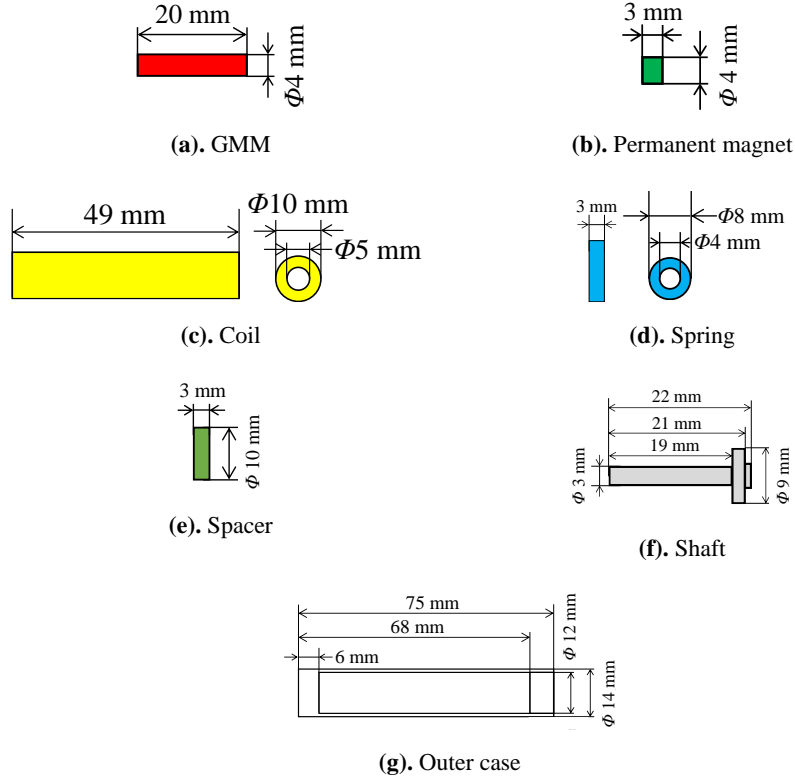 20 mm
Φ4 mm
(a). GMM
3 mm
Φ 4 mm
(b). Permanent magnet
49 mm
Φ10 mm
Φ5 mm
(c). Coil
3 mm
Φ8 mm
Φ4 mm
(d). Spring
3 mm
Φ 10 mm
(e). Spacer
22 mm
21 mm
19 mm
Φ 3 mm
Φ 9 mm
(f). Shaft
75 mm
68 mm
6 mm
Φ 12 mm
Φ 14 mm
(g). Outer case